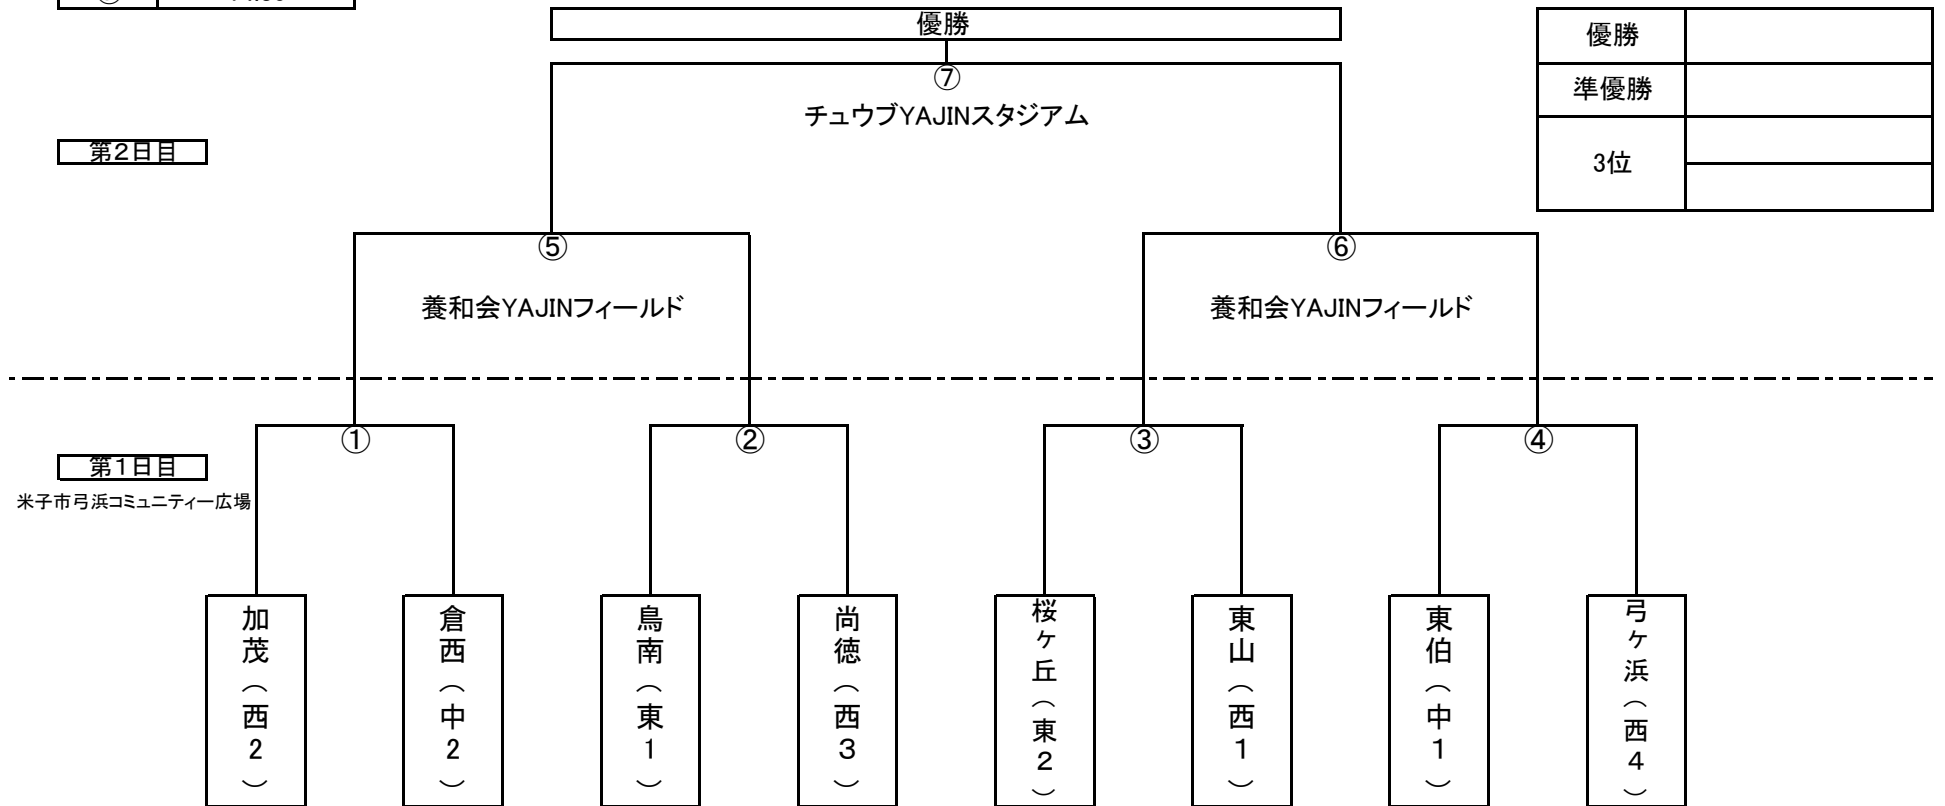 優勝
⑦
チュウブYAJINスタジアム
優勝
準優勝
3位
第2日目
⑤
⑥
養和会YAJINフィールド
養和会YAJINフィールド
①
②
③
④
第1日目
米子市弓浜コミュニティー広場
加茂（西2）
倉西（中2）
鳥南（東1）
尚徳（西3）
桜ヶ丘（東2）
東山（西1）
東伯（中1）
弓ヶ浜（西4）